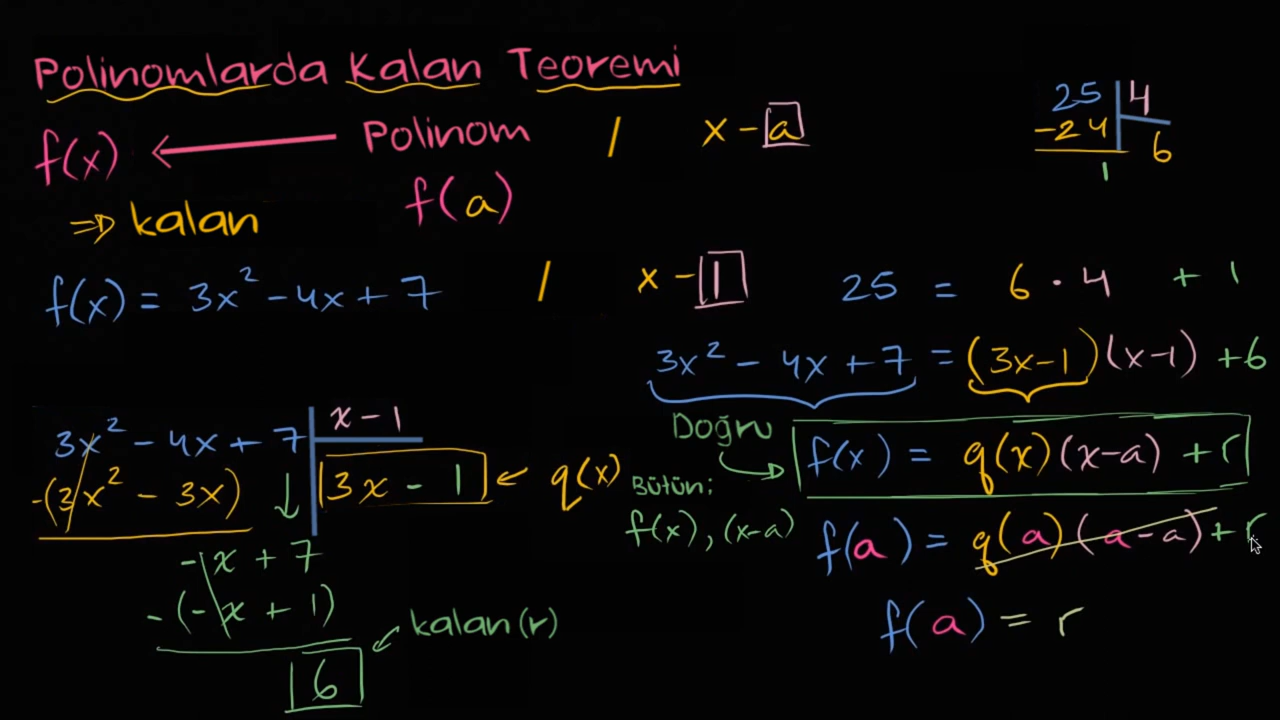 Polinomlarda Kalan Teoremi
f(x) ← Polinom / x - a
f(a)
⇒ kalan
25 | 4
-24 | 6
1
f(x) = 3x² - 4x + 7 / x - 1
25 = 6 · 4 + 1
3x² - 4x + 7 = (3x-1)(x-1) + 6
3x² - 4x + 7 | x - 1
-(3x² - 3x) | 3x - 1 ← q(x)
-x + 7
-(-x + 1)
6
kalan (r)
Doğru
f(x) = q(x)(x-a) + r
Bütün;
f(x), (x-a)
f(a) = q(a)(a-a) + r
f(a) = r